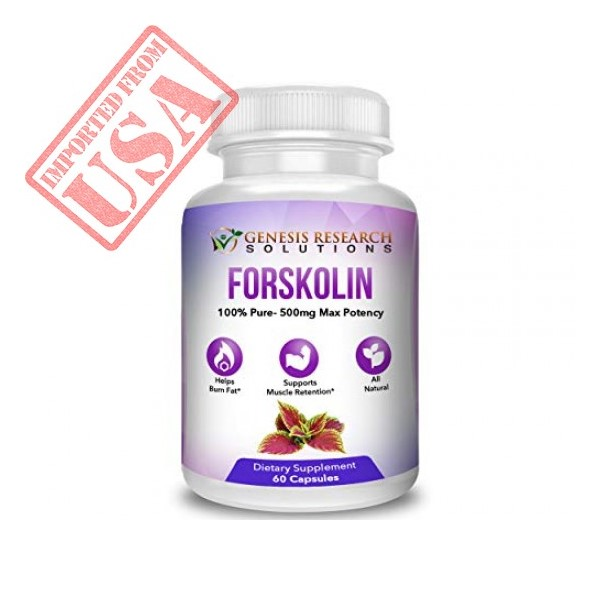 IMPORTED FROM
USA
GENESIS RESEARCH
SOLUTIONS
FORSKOLIN
100% Pure- 500mg Max Potency
Helps
Burn Fat*
Supports
Muscle Retention*
All
Natural
Dietary Supplement
60 Capsules